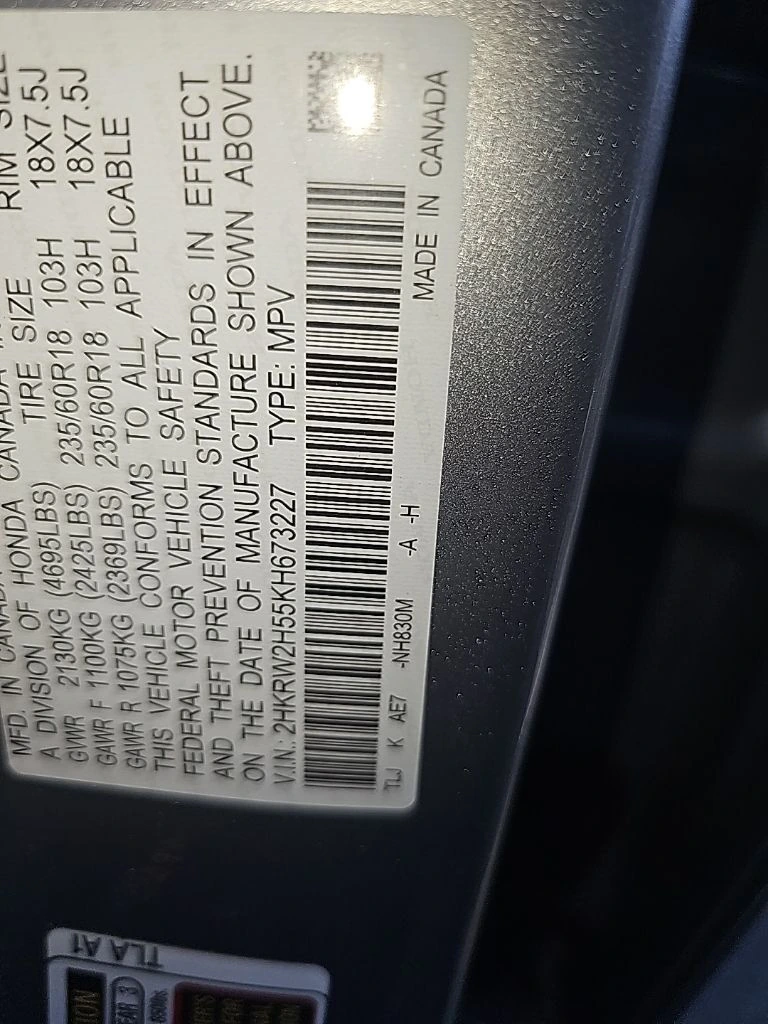 MFD. IN CANADA
A DIVISION OF HONDA CANADA TIRE SIZE RIM SIZE
GVWR 2130KG (4695LBS)
GAWR F 1100KG (2425LBS) 235/60R18 103H 18X7.5J
GAWR R 1075KG (2369LBS) 235/60R18 103H 18X7.5J
THIS VEHICLE CONFORMS TO ALL APPLICABLE
FEDERAL MOTOR VEHICLE SAFETY
AND THEFT PREVENTION STANDARDS IN EFFECT
ON THE DATE OF MANUFACTURE SHOWN ABOVE.
V.I.N.: 2HKRW2H55KH673227 TYPE: MPV
TLJ K AE7 -NH830M -A -H
MADE IN CANADA
TLA A1